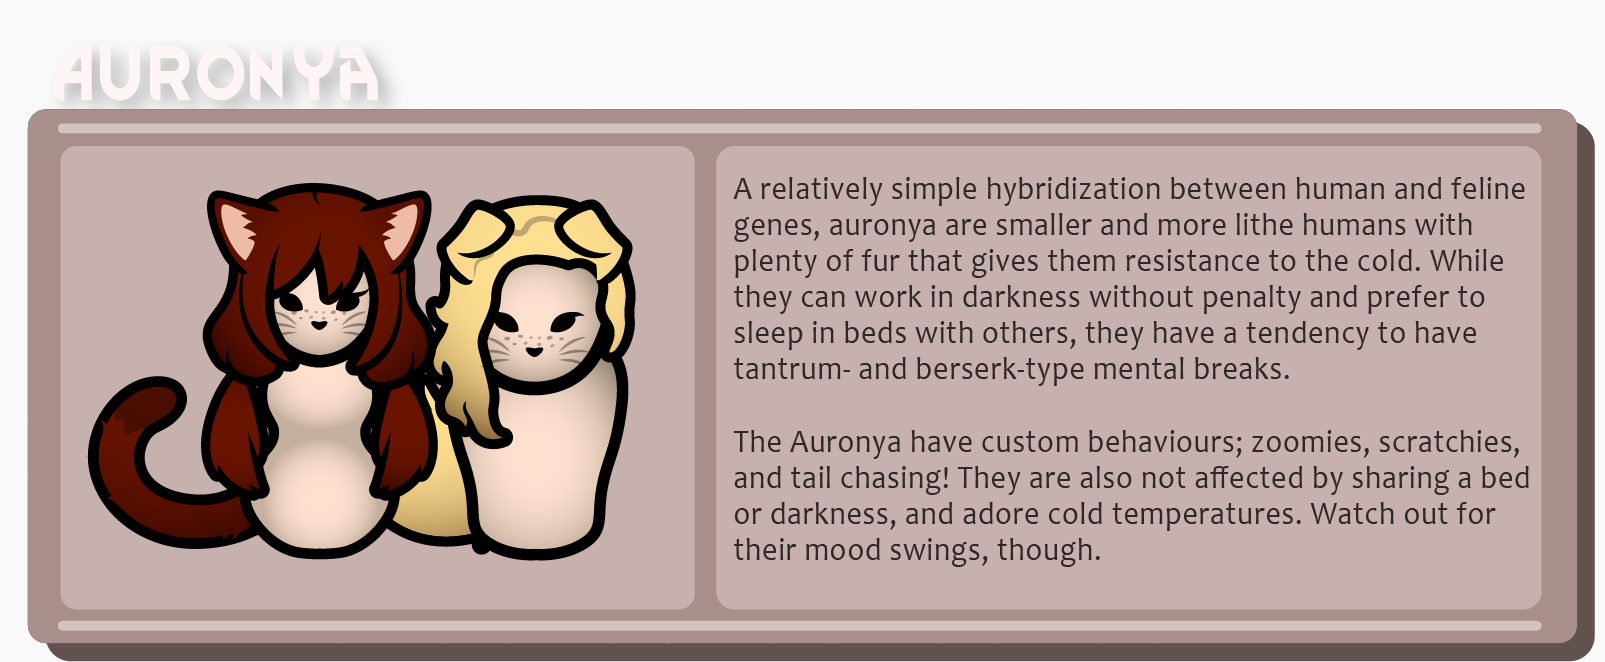 AURONYA
A relatively simple hybridization between human and feline
genes, auronya are smaller and more lithe humans with
plenty of fur that gives them resistance to the cold. While
they can work in darkness without penalty and prefer to
sleep in beds with others, they have a tendency to have
tantrum- and berserk-type mental breaks.
The Auronya have custom behaviours; zoomies, scratchies,
and tail chasing! They are also not affected by sharing a bed
or darkness, and adore cold temperatures. Watch out for
their mood swings, though.